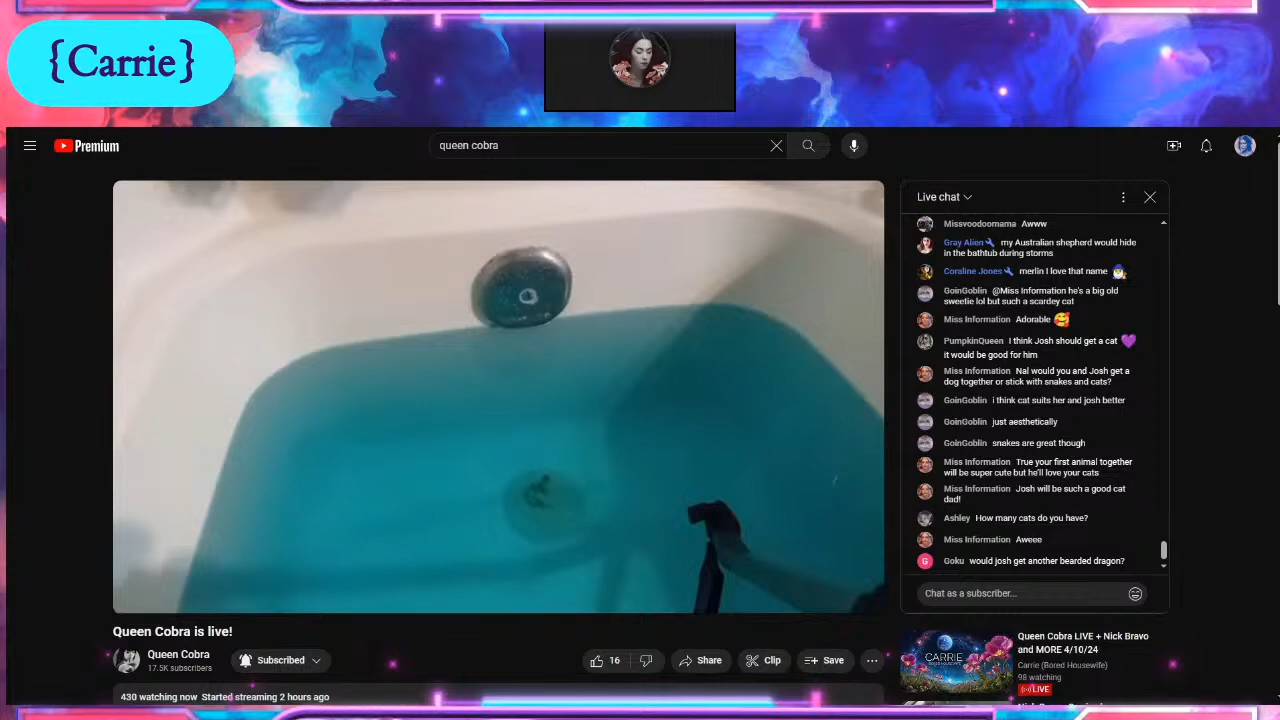 {Carrie}
Premium
queen cobra
Live chat
Missvoodoomama Awww
Gray Alien my Australian shepherd would hide
in the bathtub during storms
Coraline Jones merlin I love that name
GoinGoblin @Miss Information he's a big old
sweetie lol but such a scardey cat
Miss Information Adorable
PumpkinQueen I think Josh should get a cat
it would be good for him
Miss Information Nal would you and Josh get a
dog together or stick with snakes and cats?
GoinGoblin i think cat suits her and josh better
GoinGoblin just aesthetically
GoinGoblin snakes are great though
Miss Information True your first animal together
will be super cute but he'll love your cats
Miss Information Josh will be such a good cat
dad!
Ashley How many cats do you have?
Miss Information Aweee
G Goku would josh get another bearded dragon?
Chat as a subscriber...
Queen Cobra is live!
Queen Cobra
17.5K subscribers
Subscribed
16
Share
Clip
Save
430 watching now Started streaming 2 hours ago
CARRIE
BORED HOUSEWIFE
Queen Cobra LIVE + Nick Bravo
and MORE 4/10/24
Carrie (Bored Housewife)
98 watching
LIVE